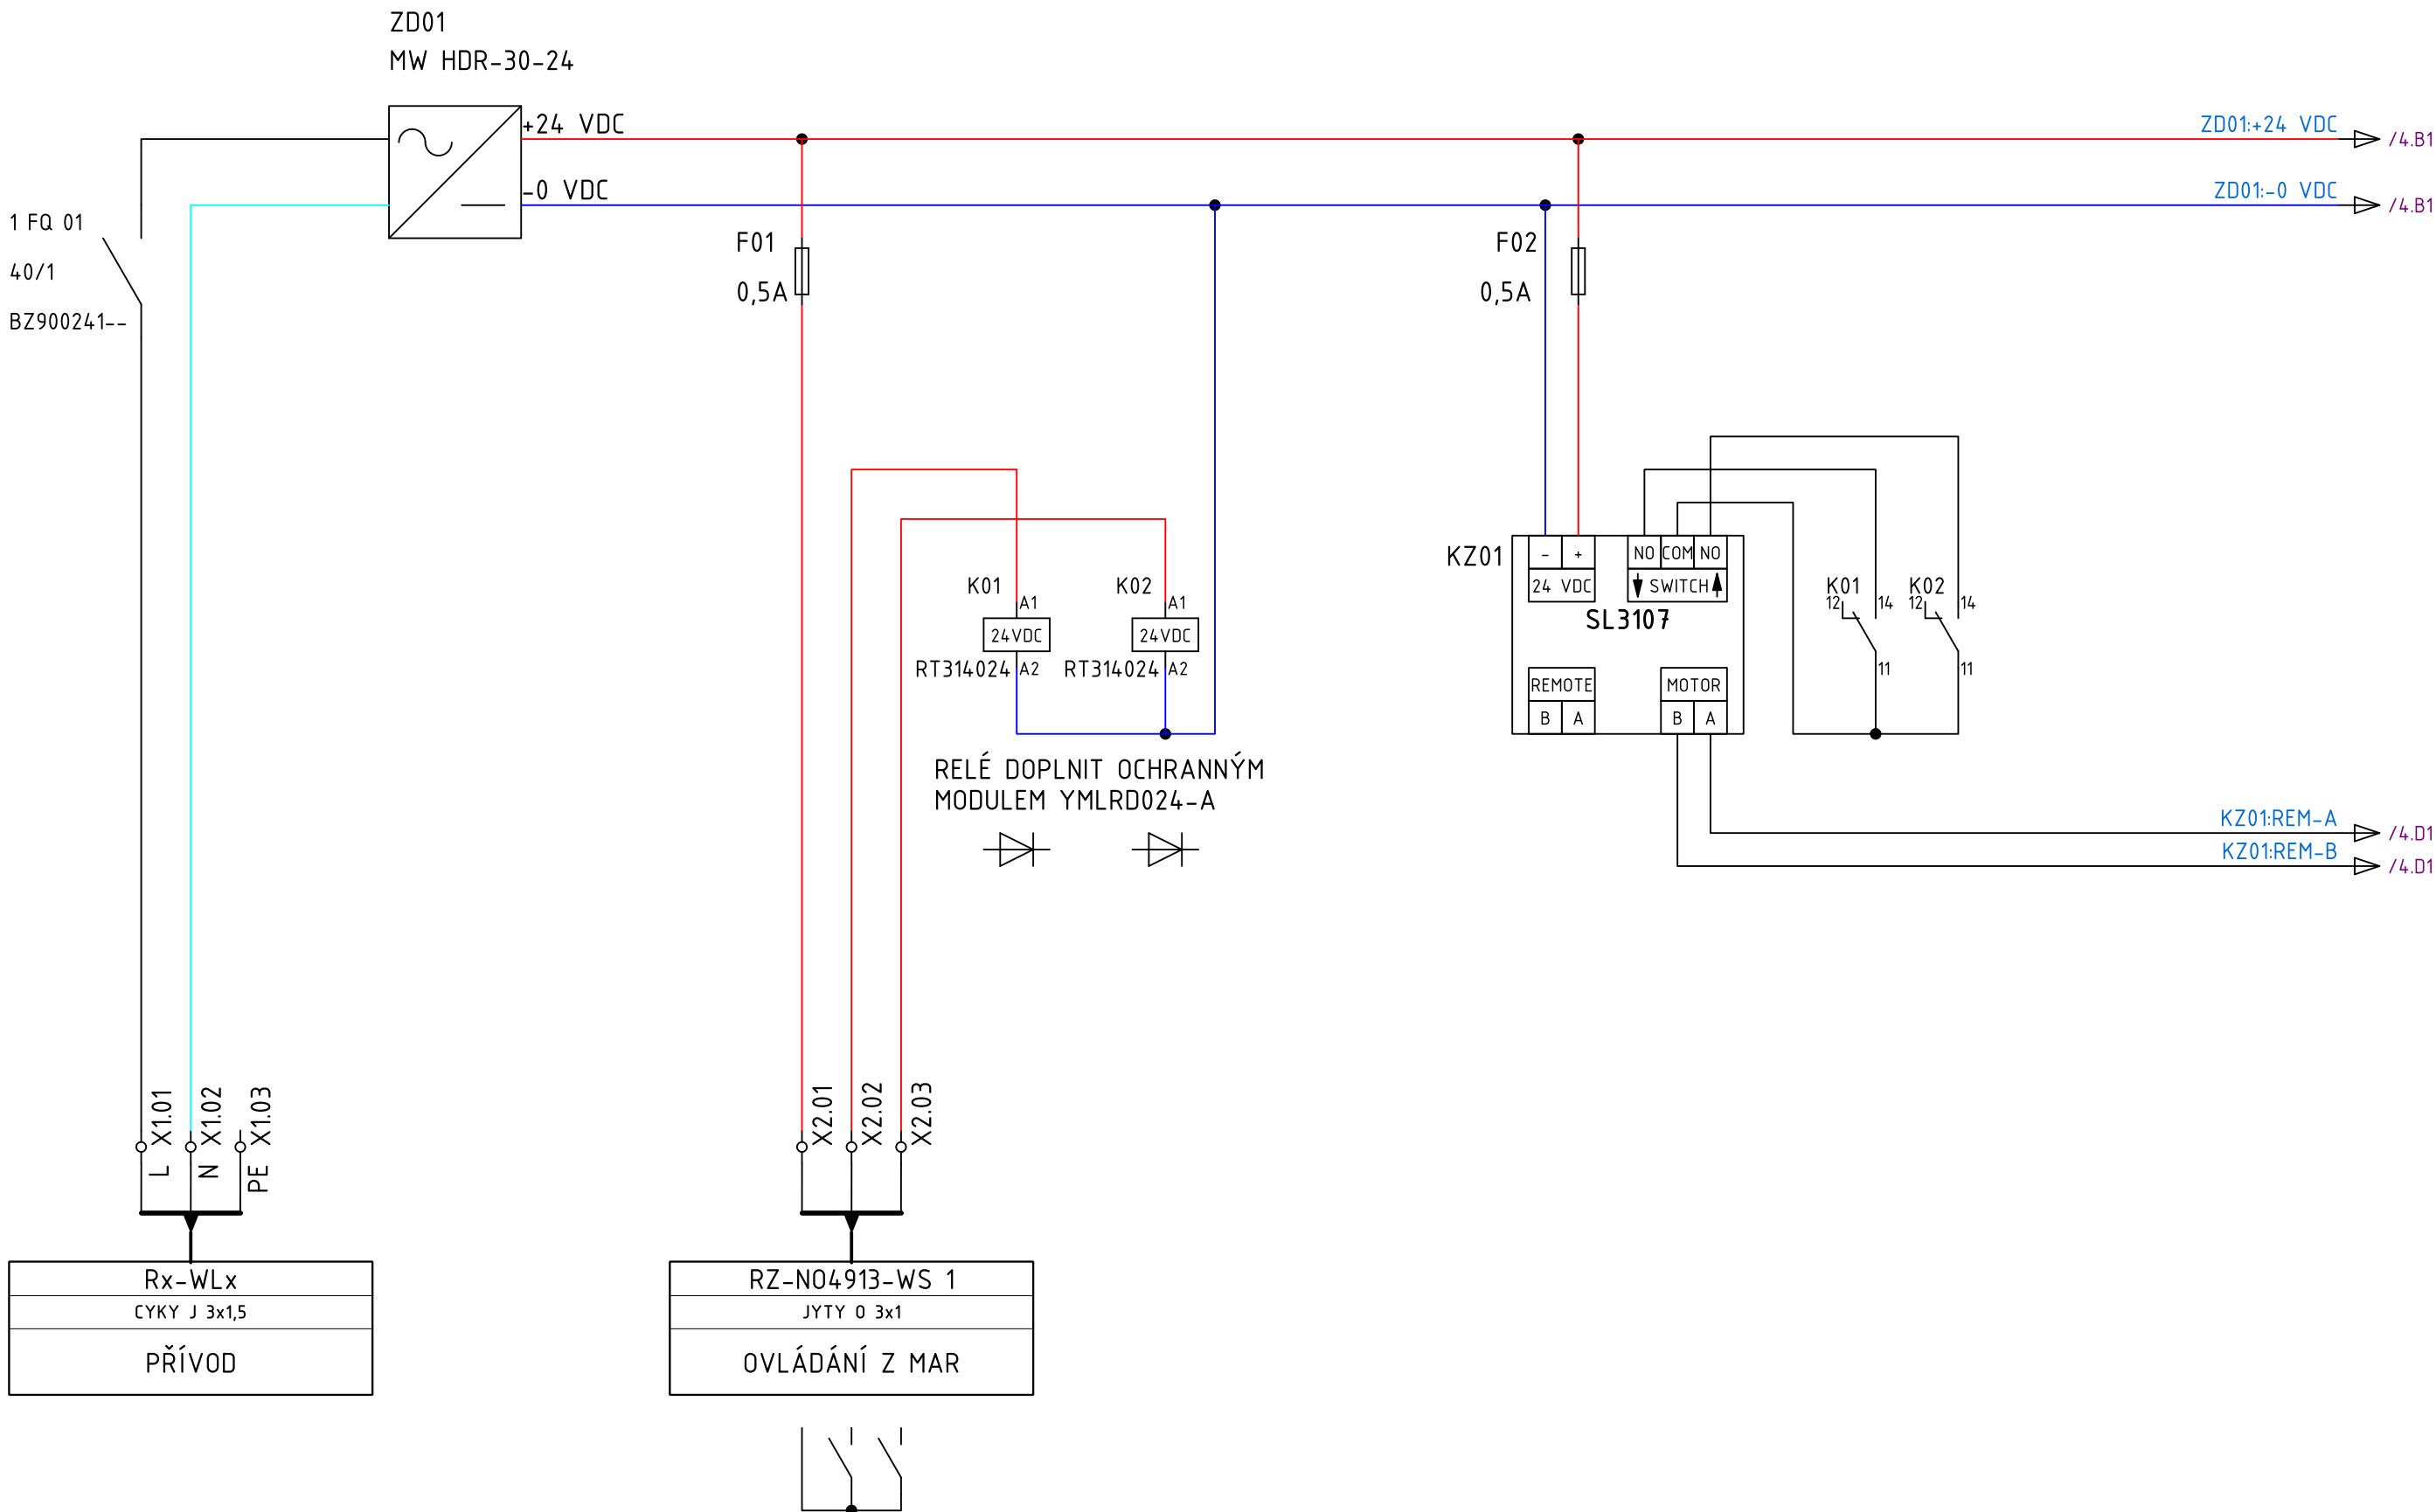 ZD01
MW HDR-30-24
+24 VDC
-0 VDC
ZD01:+24 VDC
/4.B1
ZD01:-0 VDC
/4.B1
1 FQ 01
40/1
BZ900241--
F01
0,5A
F02
0,5A
KZ01
- +
24 VDC
NO COM NO
SWITCH
SL3107
REMOTE
B A
MOTOR
B A
K01
A1
24VDC
RT314024
A2
K02
A1
24VDC
RT314024
A2
K01
12
14
11
K02
12
14
11
RELÉ DOPLNIT OCHRANNÝM
MODULEM YMLRD024-A
KZ01:REM-A
/4.D1
KZ01:REM-B
/4.D1
X1.01
X1.02
X1.03
L
N
PE
X2.01
X2.02
X2.03
Rx-WLx
CYKY J 3x1,5
PŘÍVOD
RZ-NO4913-WS 1
JYTY O 3x1
OVLÁDÁNÍ Z MAR